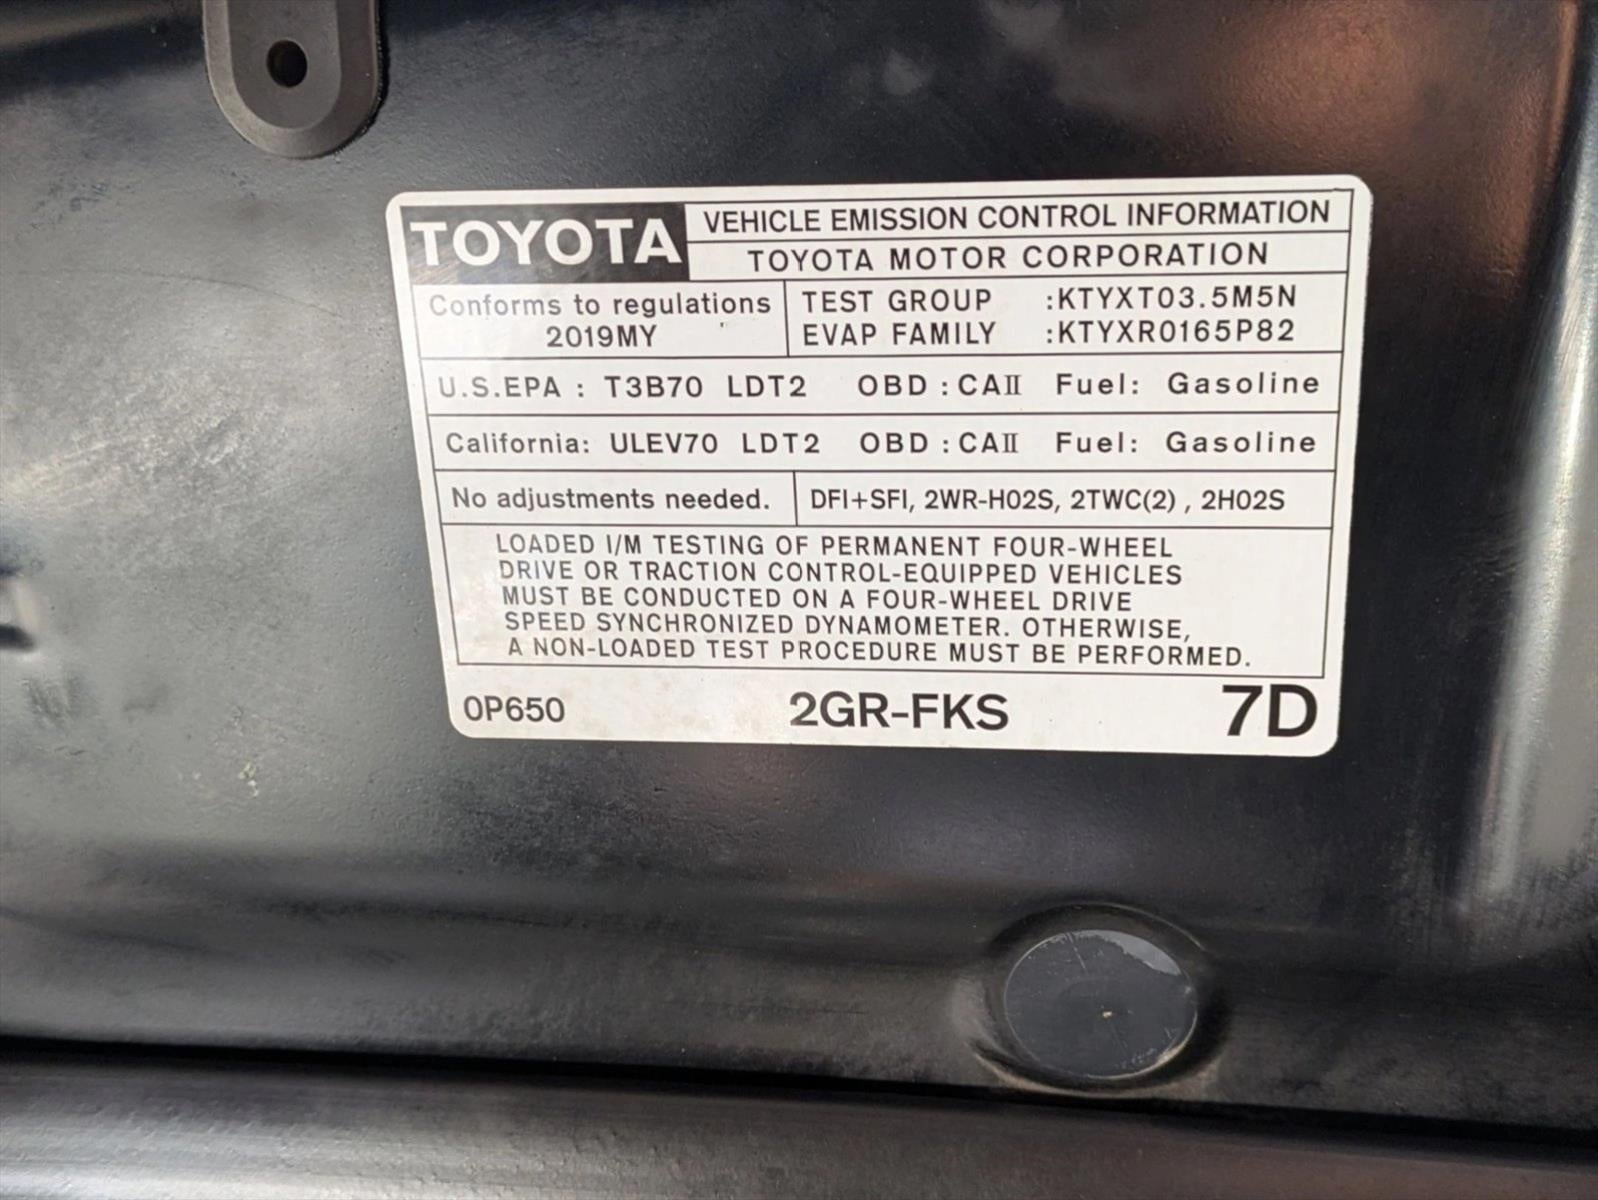 TOYOTA
VEHICLE EMISSION CONTROL INFORMATION
TOYOTA MOTOR CORPORATION
Conforms to regulations
2019MY
TEST GROUP :KTYXT03.5M5N
EVAP FAMILY :KTYXR0165P82
U.S.EPA : T3B70 LDT2 OBD : CAⅡ Fuel: Gasoline
California: ULEV70 LDT2 OBD : CAⅡ Fuel: Gasoline
No adjustments needed.
DFI+SFI, 2WR-HO2S, 2TWC(2) , 2HO2S
LOADED I/M TESTING OF PERMANENT FOUR-WHEEL
DRIVE OR TRACTION CONTROL-EQUIPPED VEHICLES
MUST BE CONDUCTED ON A FOUR-WHEEL DRIVE
SPEED SYNCHRONIZED DYNAMOMETER. OTHERWISE,
A NON-LOADED TEST PROCEDURE MUST BE PERFORMED.
0P650
2GR-FKS
7D